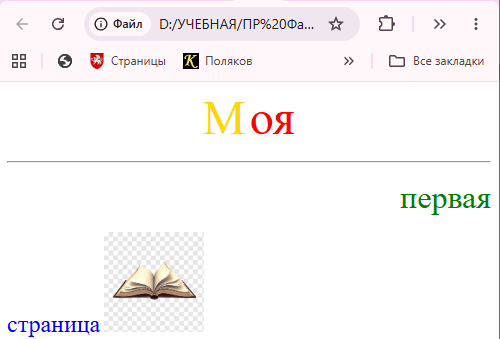 Файл D:/УЧЕБНАЯ/ПР%20Фа...
Страницы Поляков Все закладки
Моя
первая
страница